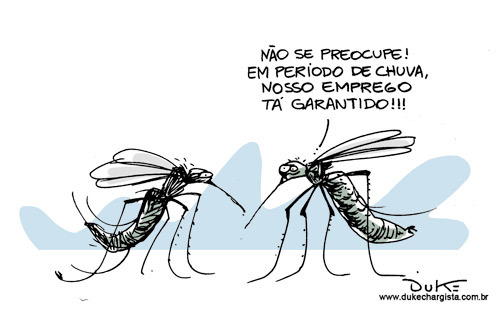 NÃO SE PREOCUPE!
EM PERÍODO DE CHUVA,
NOSSO EMPREGO
TÁ GARANTIDO!!!
DUKE
www.dukechargista.com.br